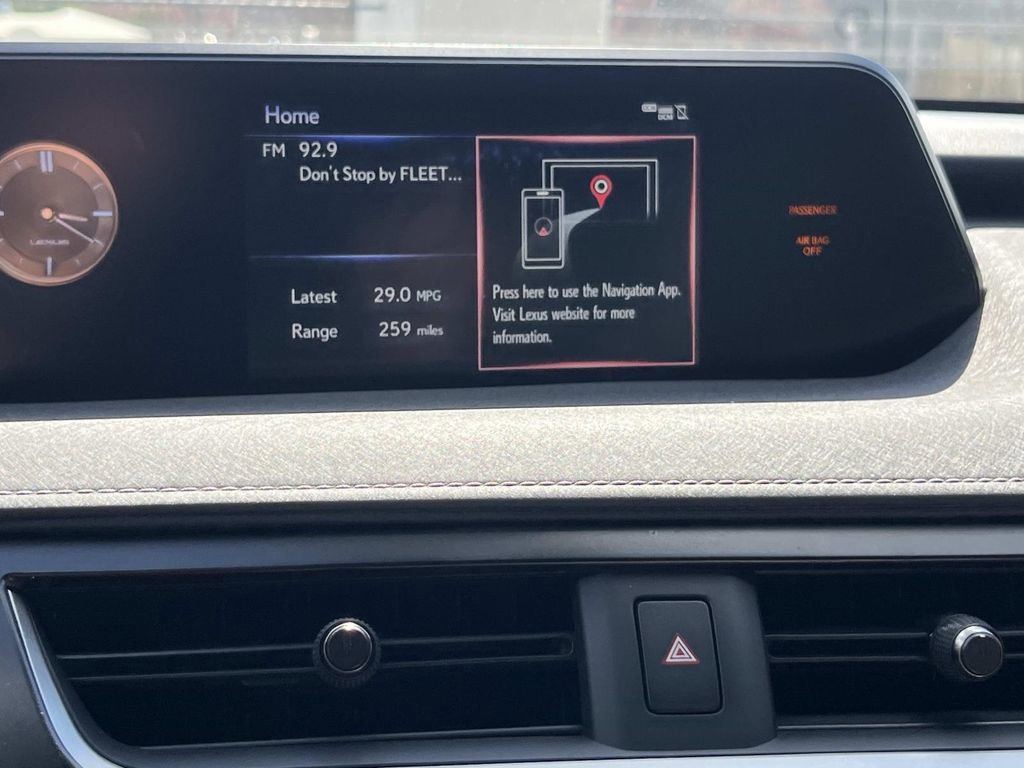 Home
FM 92.9
Don't Stop by FLEET...
Latest 29.0 MPG
Range 259 miles
Press here to use the Navigation App.
Visit Lexus website for more
information.
LEXUS
PASSENGER
AIR BAG
OFF